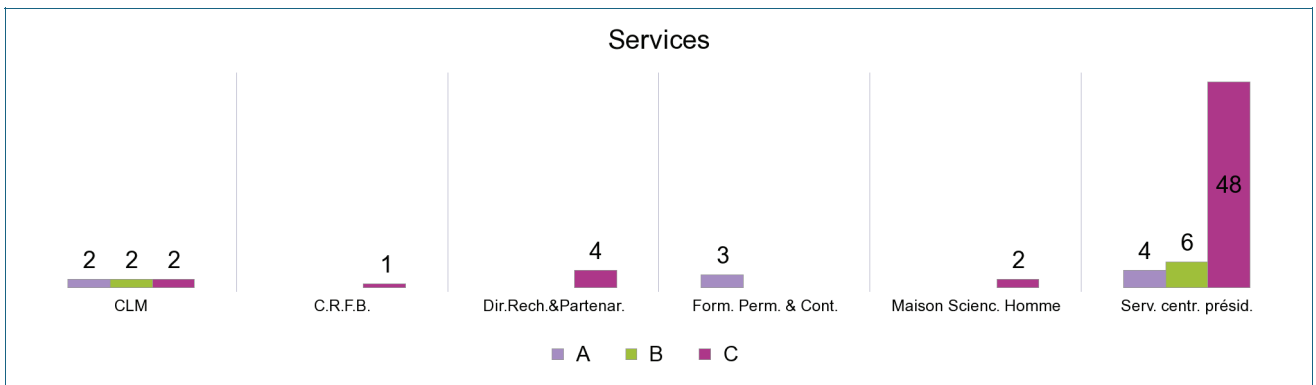 Services
2 2 2
1
4
3
2
4 6 48
CLM
C.R.F.B.
Dir.Rech.&Partenar.
Form. Perm. & Cont.
Maison Scienc. Homme
Serv. centr. présid.
A B C